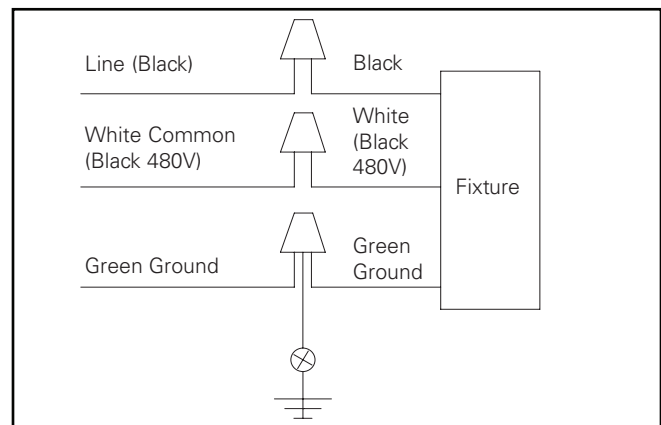 Line (Black)
Black
White Common
(Black 480V)
White
(Black
480V)
Fixture
Green Ground
Green
Ground